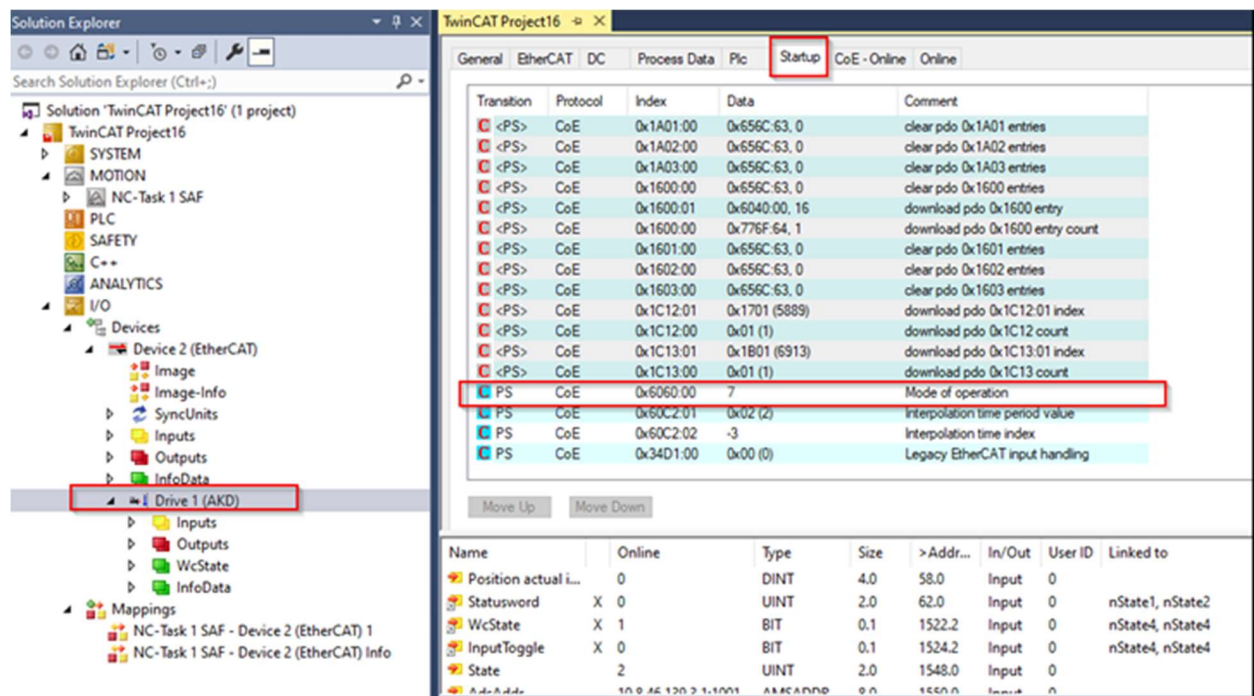 Solution Explorer
Search Solution Explorer (Ctrl+;)
Solution 'TwinCAT Project16' (1 project)
TwinCAT Project16
SYSTEM
MOTION
NC-Task 1 SAF
PLC
SAFETY
C++
ANALYTICS
I/O
Devices
Device 2 (EtherCAT)
Image
Image-Info
SyncUnits
Inputs
Outputs
InfoData
Drive 1 (AKD)
Inputs
Outputs
WcState
InfoData
Mappings
NC-Task 1 SAF - Device 2 (EtherCAT) 1
NC-Task 1 SAF - Device 2 (EtherCAT) Info
TwinCAT Project16
General EtherCAT DC Process Data Plc Startup CoE - Online Online
Transition Protocol Index Data Comment
C <PS> CoE 0x1A01:00 0x656C:63, 0 clear pdo 0x1A01 entries
C <PS> CoE 0x1A02:00 0x656C:63, 0 clear pdo 0x1A02 entries
C <PS> CoE 0x1A03:00 0x656C:63, 0 clear pdo 0x1A03 entries
C <PS> CoE 0x1600:00 0x656C:63, 0 clear pdo 0x1600 entries
C <PS> CoE 0x1600:01 0x6040:00, 16 download pdo 0x1600 entry
C <PS> CoE 0x1600:00 0x776F:64, 1 download pdo 0x1600 entry count
C <PS> CoE 0x1601:00 0x656C:63, 0 clear pdo 0x1601 entries
C <PS> CoE 0x1602:00 0x656C:63, 0 clear pdo 0x1602 entries
C <PS> CoE 0x1603:00 0x656C:63, 0 clear pdo 0x1603 entries
C <PS> CoE 0x1C12:01 0x1701 (5889) download pdo 0x1C12:01 index
C <PS> CoE 0x1C12:00 0x01 (1) download pdo 0x1C12 count
C <PS> CoE 0x1C13:01 0x1B01 (6913) download pdo 0x1C13:01 index
C <PS> CoE 0x1C13:00 0x01 (1) download pdo 0x1C13 count
C PS CoE 0x6060:00 7 Mode of operation
C PS CoE 0x60C2:01 0x02 (2) Interpolation time period value
C PS CoE 0x60C2:02 -3 Interpolation time index
C PS CoE 0x34D1:00 0x00 (0) Legacy EtherCAT input handling
Move Up Move Down
Name Online Type Size >Addr... In/Out User ID Linked to
Position actual i... 0 DINT 4.0 58.0 Input 0
Statusword X 0 UINT 2.0 62.0 Input 0 nState1, nState2
WcState X 1 BIT 0.1 1522.2 Input 0 nState4, nState4
InputToggle X 0 BIT 0.1 1524.2 Input 0 nState4, nState4
State 2 UINT 2.0 1548.0 Input 0
AdsAddr 10.9.46.129.2.1:1001 AMSADDR 8.0 1550.0 Input 0